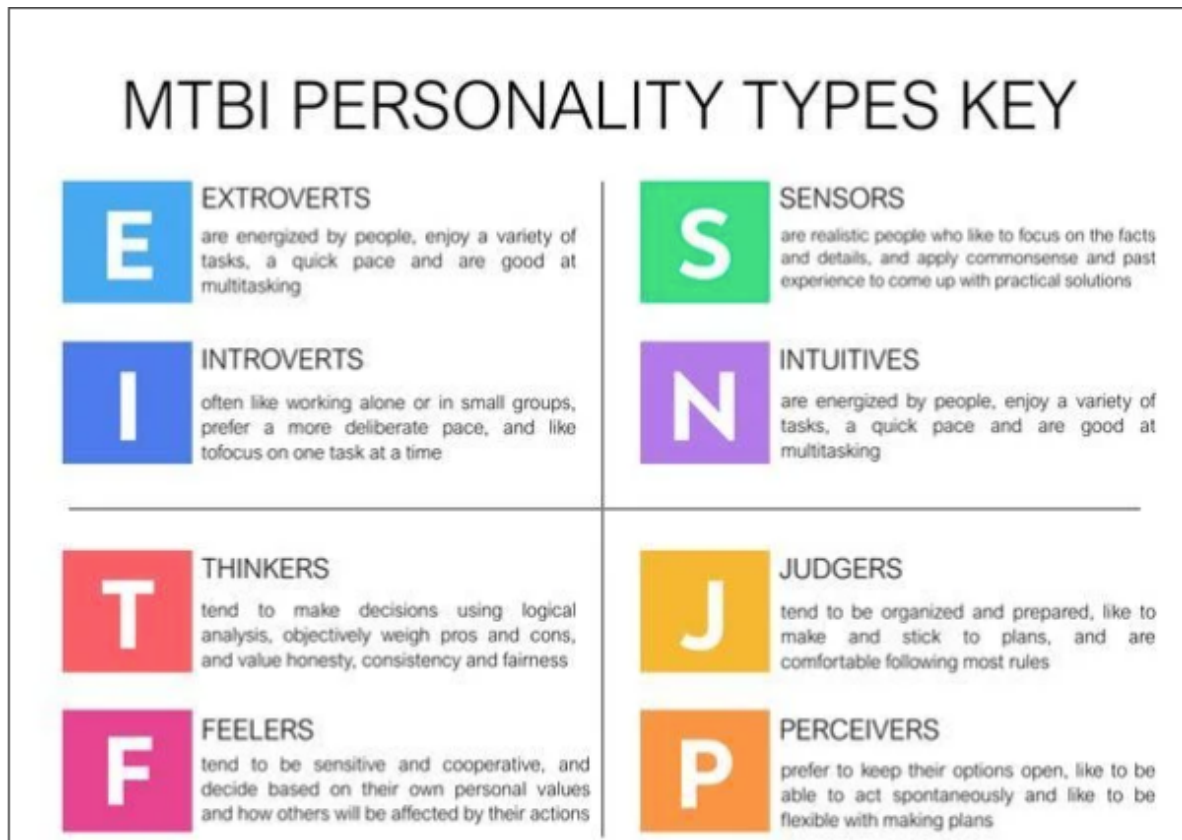 MTBI PERSONALITY TYPES KEY
E
EXTROVERTS
are energized by people, enjoy a variety of
tasks, a quick pace and are good at
multitasking
I
INTROVERTS
often like working alone or in small groups,
prefer a more deliberate pace, and like
tofocus on one task at a time
S
SENSORS
are realistic people who like to focus on the facts
and details, and apply commonsense and past
experience to come up with practical solutions
N
INTUITIVES
are energized by people, enjoy a variety of
tasks, a quick pace and are good at
multitasking
T
THINKERS
tend to make decisions using logical
analysis, objectively weigh pros and cons,
and value honesty, consistency and fairness
F
FEELERS
tend to be sensitive and cooperative, and
decide based on their own personal values
and how others will be affected by their actions
J
JUDGERS
tend to be organized and prepared, like to
make and stick to plans, and are
comfortable following most rules
P
PERCEIVERS
prefer to keep their options open, like to be
able to act spontaneously and like to be
flexible with making plans